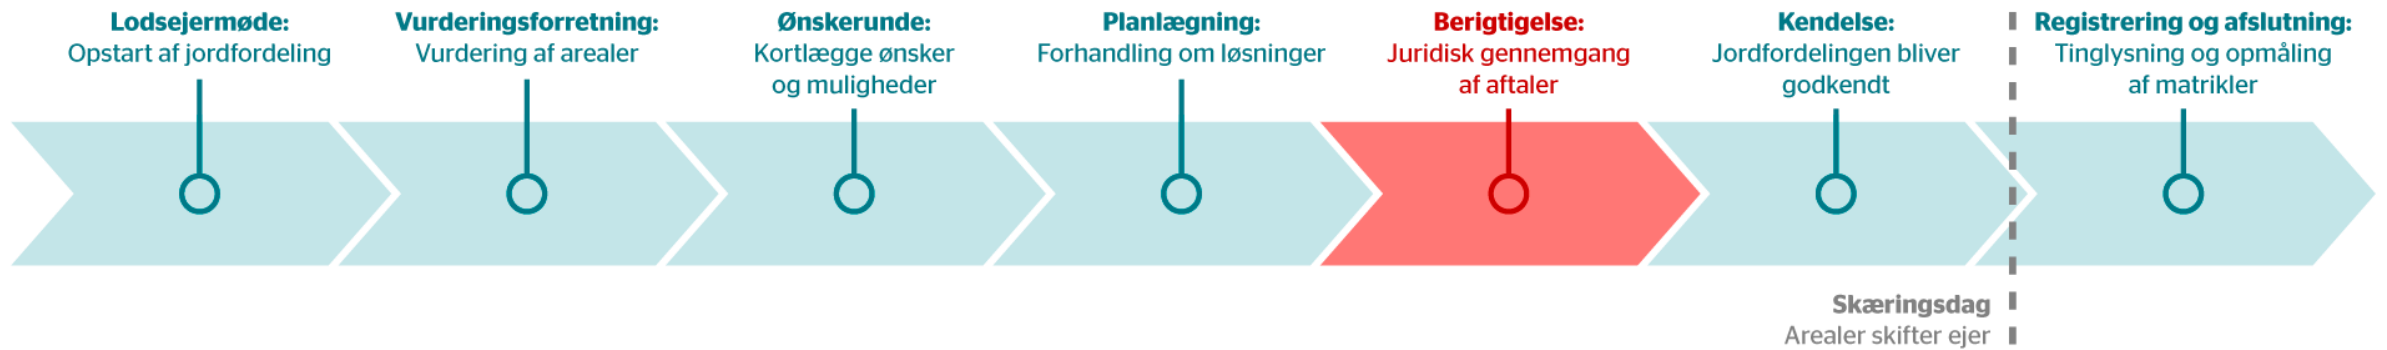 Lodsejermøde:
Opstart af jordfordeling
Vurderingsforretning:
Vurdering af arealer
Ønskerunde:
Kortlægge ønsker
og muligheder
Planlægning:
Forhandling om løsninger
Berigtigelse:
Juridisk gennemgang
af aftaler
Kendelse:
Jordfordelingen bliver
godkendt
Registrering og afslutning:
Tinglysning og opmåling
af matrikler
Skæringsdag
Arealer skifter ejer